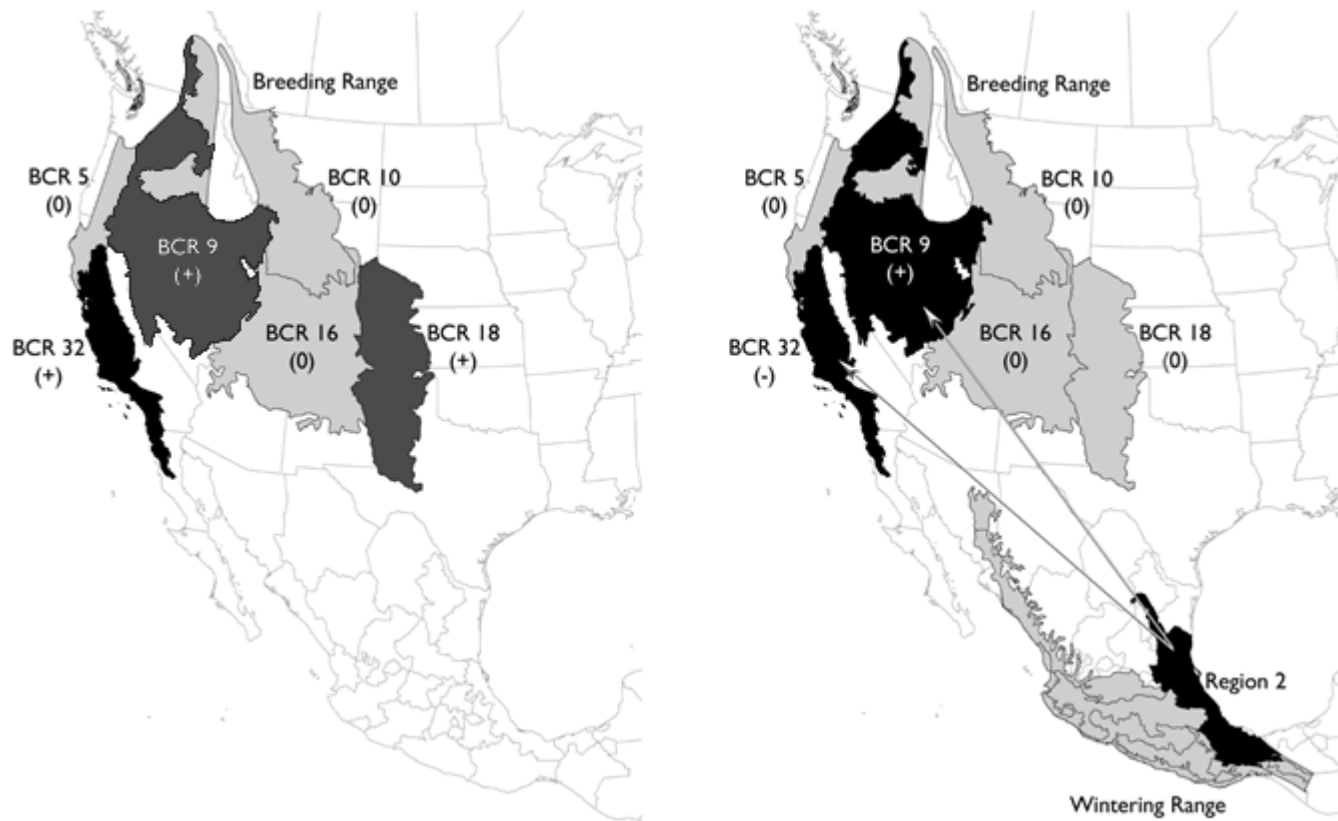 Breeding Range
BCR 5
(0)
BCR 10
(0)
BCR 9
(+)
BCR 16
(0)
BCR 18
(+)
BCR 32
(+)
Breeding Range
BCR 5
(0)
BCR 10
(0)
BCR 9
(+)
BCR 16
(0)
BCR 18
(0)
BCR 32
(-)
Region 2
Wintering Range